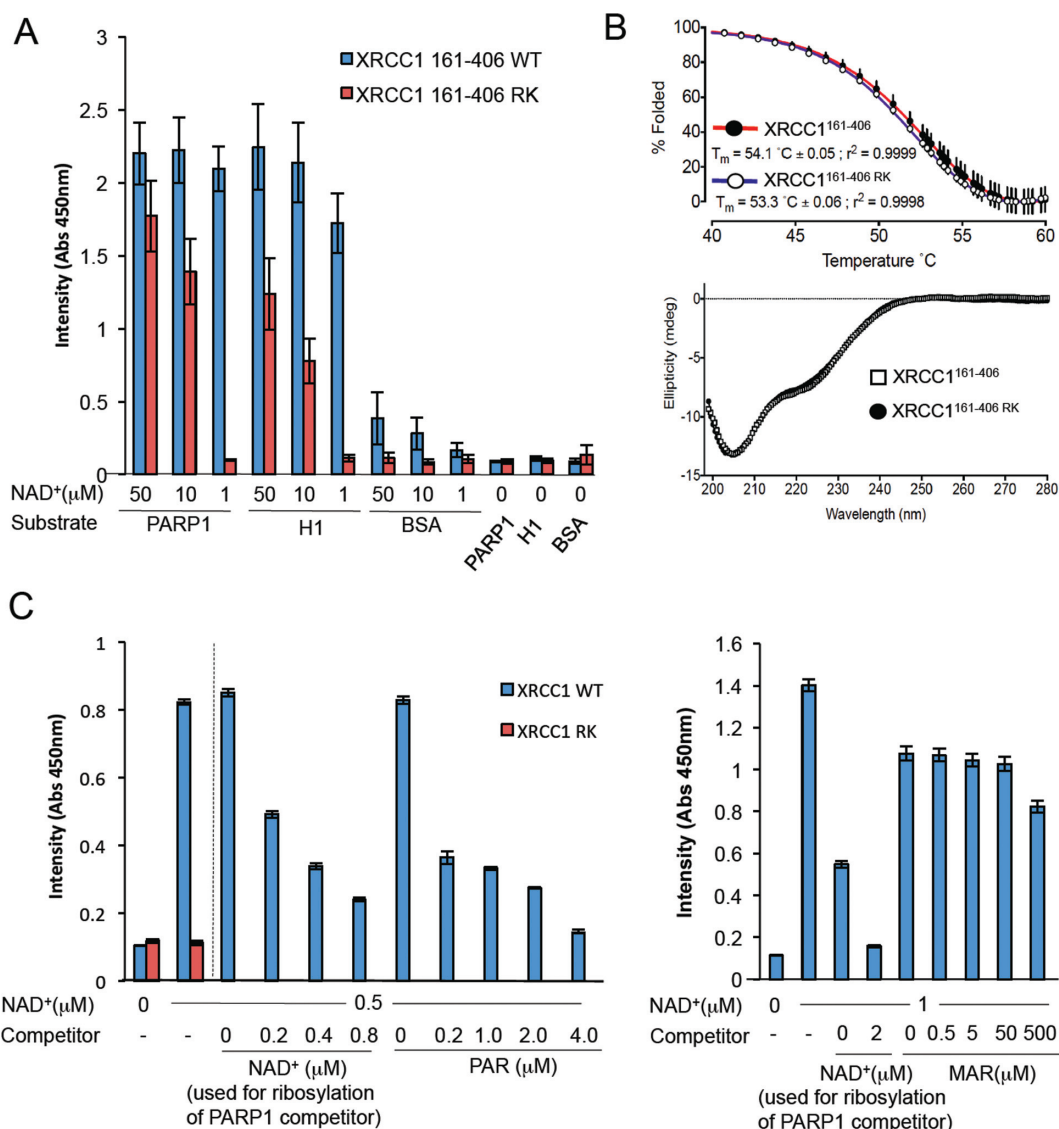 A
3
2.5
2
1.5
1
0.5
0
Intensity (Abs 450nm)
XRCC1 161-406 WT
XRCC1 161-406 RK
NAD+(µM) 50 10 1 50 10 1 50 10 1 0 0 0
Substrate PARP1 H1 BSA PARP1 H1 BSA
B
100
80
60
40
20
0
% Folded
XRCC1161-406
Tm = 54.1 ˚C ± 0.05 ; r2 = 0.9999
XRCC1161-406 RK
Tm = 53.3 ˚C ± 0.06 ; r2 = 0.9998
40 45 50 55 60
Temperature ˚C
0
-5
-10
-15
Ellipticity (mdeg)
XRCC1161-406
XRCC1161-406 RK
200 210 220 230 240 250 260 270 280
Wavelength (nm)
C
1
0.8
0.6
0.4
0.2
0
Intensity (Abs 450nm)
XRCC1 WT
XRCC1 RK
NAD+(µM) 0 0.5
Competitor - - 0 0.2 0.4 0.8 0 0.2 1.0 2.0 4.0
NAD+ (µM) PAR (µM)
(used for ribosylation
of PARP1 competitor)
1.6
1.4
1.2
1
0.8
0.6
0.4
0.2
0
Intensity (Abs 450nm)
NAD+(µM) 0 1
Competitor - - 0 2 0 0.5 5 50 500
NAD+(µM) MAR(µM)
(used for ribosylation
of PARP1 competitor)